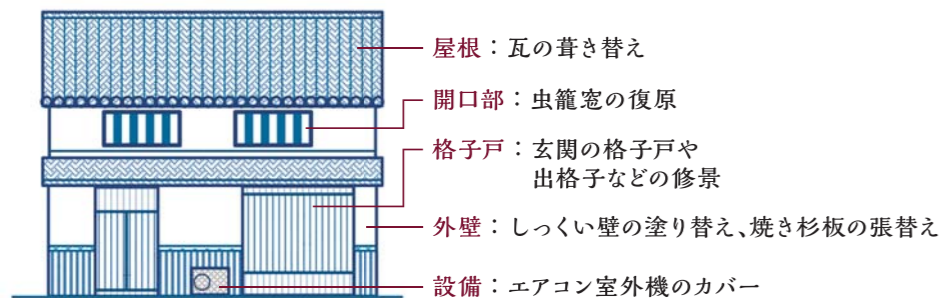 屋根：瓦の葺き替え
開口部：虫籠窓の復原
格子戸：玄関の格子戸や
出格子などの修景
外壁：しっくい壁の塗り替え、焼き杉板の張替え
設備：エアコン室外機のカバー